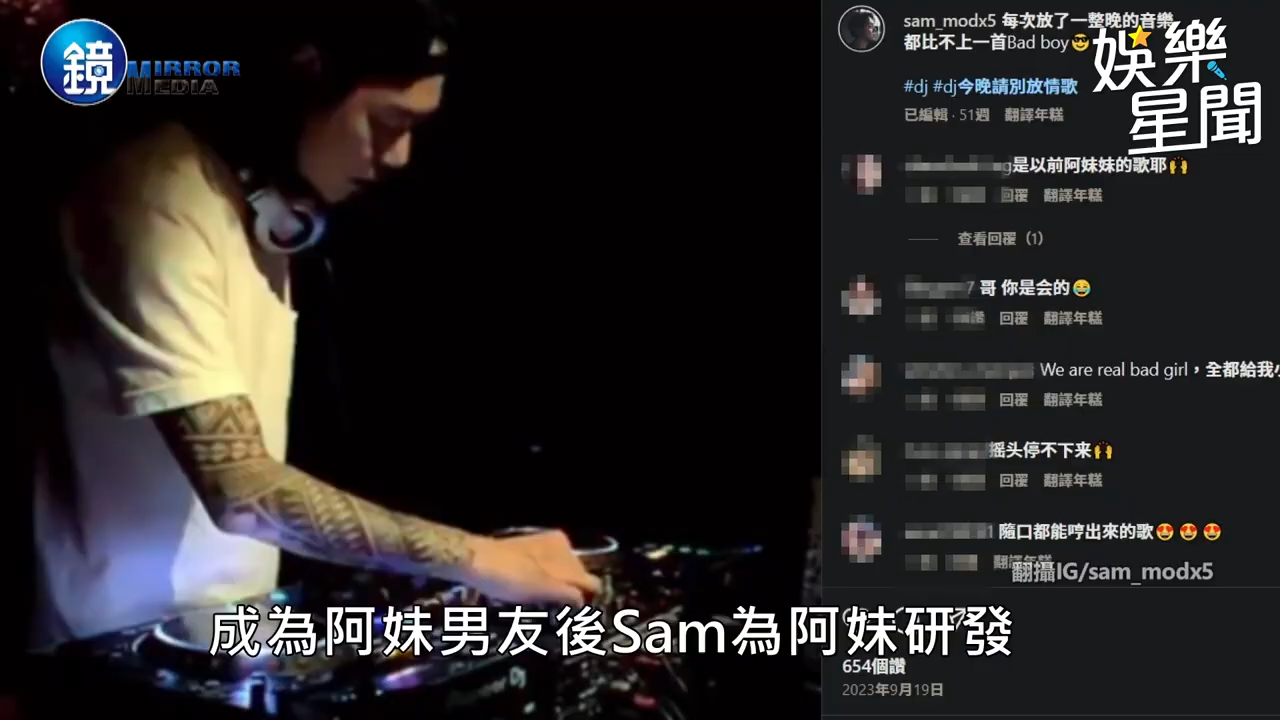 鏡
MIRROR
MEDIA
娛樂
星聞
sam_modx5 每次放了一整晚的音樂
都比不上一首Bad boy😎
#dj #dj今晚請別放情歌
已編輯·51週 翻譯年糕
是以前阿妹妹的歌耶🙌
回覆 翻譯年糕
查看回覆（1）
7 哥 你是会的😂
回覆 翻譯年糕
We are real bad girl，全都給我
回覆 翻譯年糕
摇头停不下来🙌
回覆 翻譯年糕
1 隨口都能哼出來的歌😍😍😍
翻譯年糕
翻攝IG/sam_modx5
成為阿妹男友後Sam為阿妹研發
654個讚
2023年9月19日